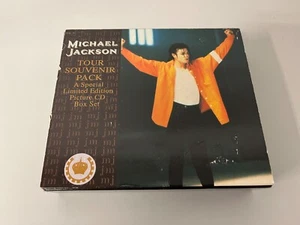 MICHAEL
JACKSON
TOUR
SOUVENIR
PACK
A Special
Limited Edition
Picture CD
Box Set